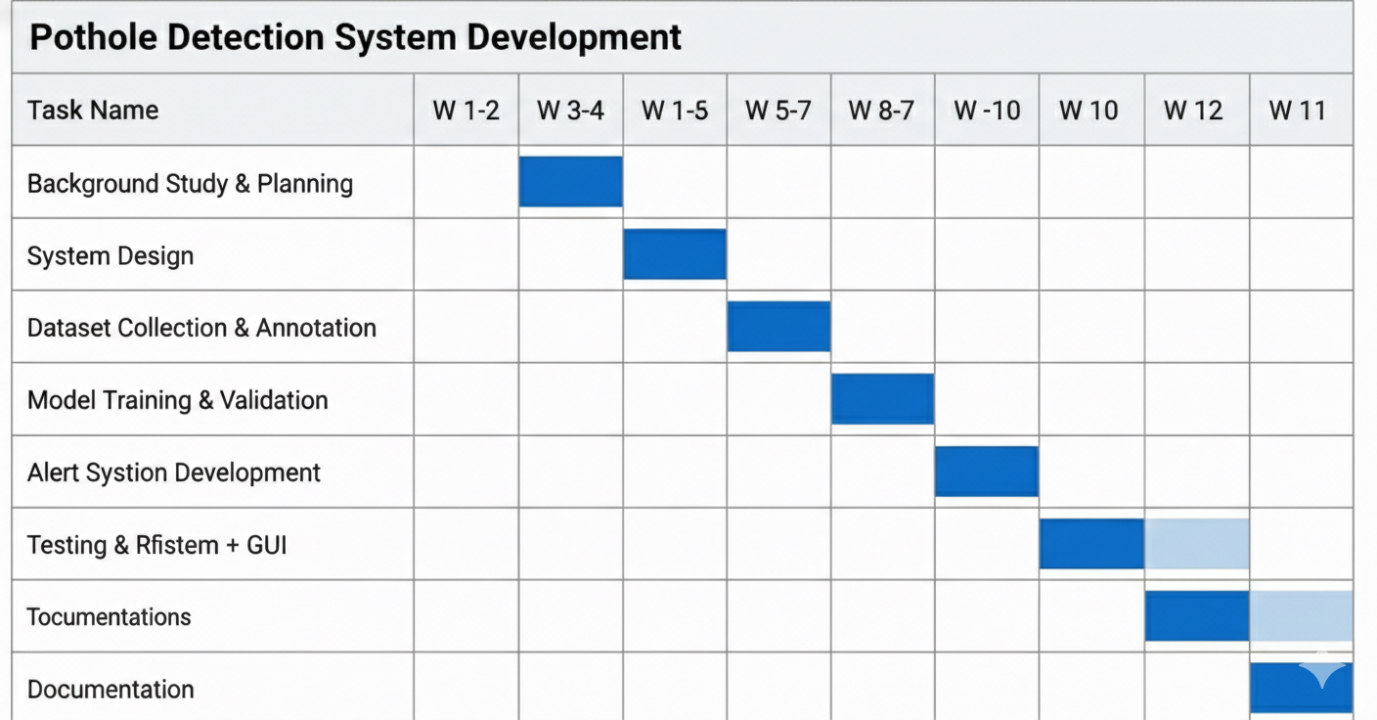 Pothole Detection System Development
Task Name W 1-2 W 3-4 W 1-5 W 5-7 W 8-7 W -10 W 10 W 12 W 11
Background Study & Planning
System Design
Dataset Collection & Annotation
Model Training & Validation
Alert Systion Development
Testing & Rfistem + GUI
Tocumentations
Documentation